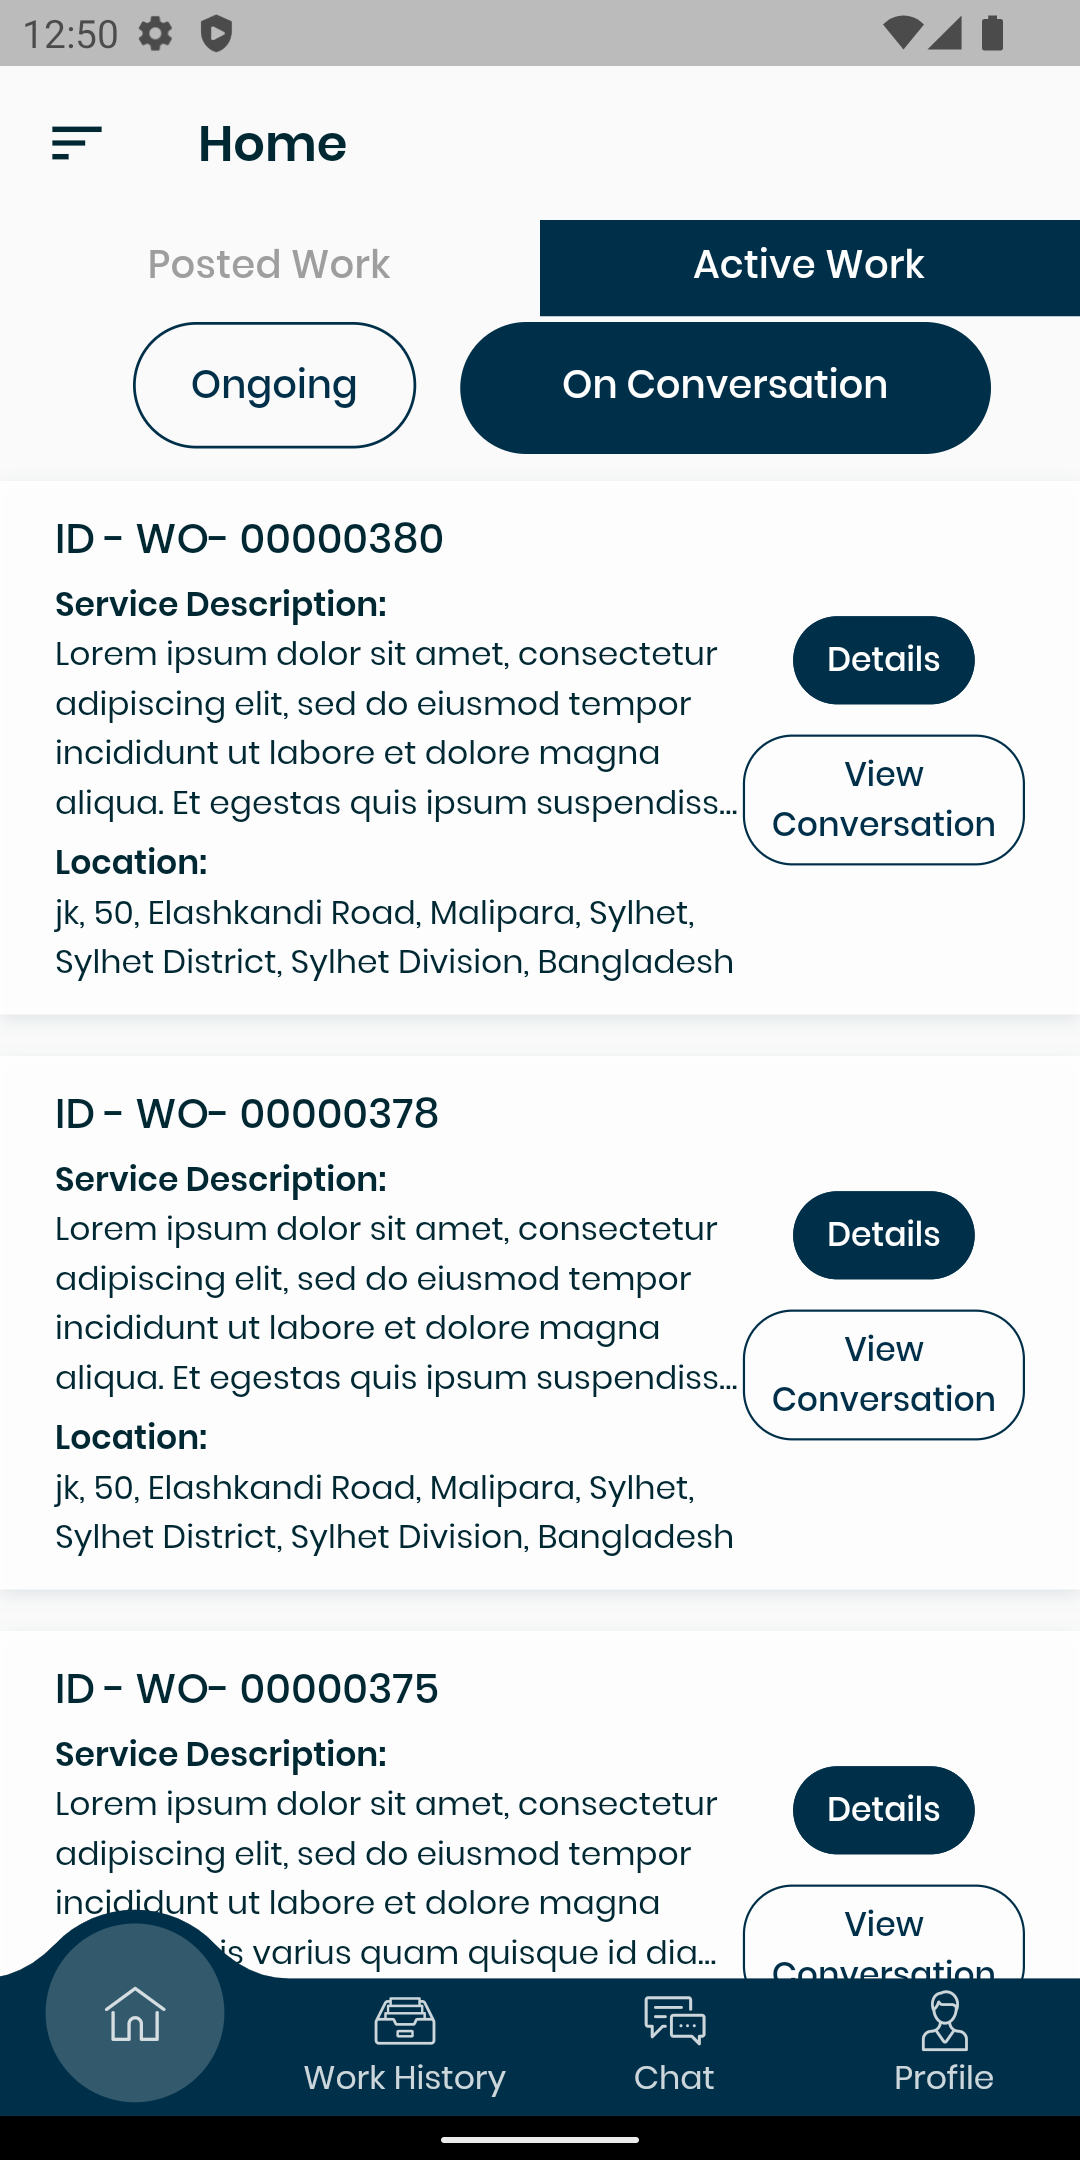 12:50
Home
Posted Work
Active Work
Ongoing
On Conversation
ID - WO- 00000380
Service Description:
Lorem ipsum dolor sit amet, consectetur
adipiscing elit, sed do eiusmod tempor
incididunt ut labore et dolore magna
aliqua. Et egestas quis ipsum suspendiss...
Location:
jk, 50, Elashkandi Road, Malipara, Sylhet,
Sylhet District, Sylhet Division, Bangladesh
Details
View
Conversation
ID - WO- 00000378
Service Description:
Lorem ipsum dolor sit amet, consectetur
adipiscing elit, sed do eiusmod tempor
incididunt ut labore et dolore magna
aliqua. Et egestas quis ipsum suspendiss...
Location:
jk, 50, Elashkandi Road, Malipara, Sylhet,
Sylhet District, Sylhet Division, Bangladesh
Details
View
Conversation
ID - WO- 00000375
Service Description:
Lorem ipsum dolor sit amet, consectetur
adipiscing elit, sed do eiusmod tempor
incididunt ut labore et dolore magna
varius quam quisque id dia...
Details
View
Conversation
Work History
Chat
Profile